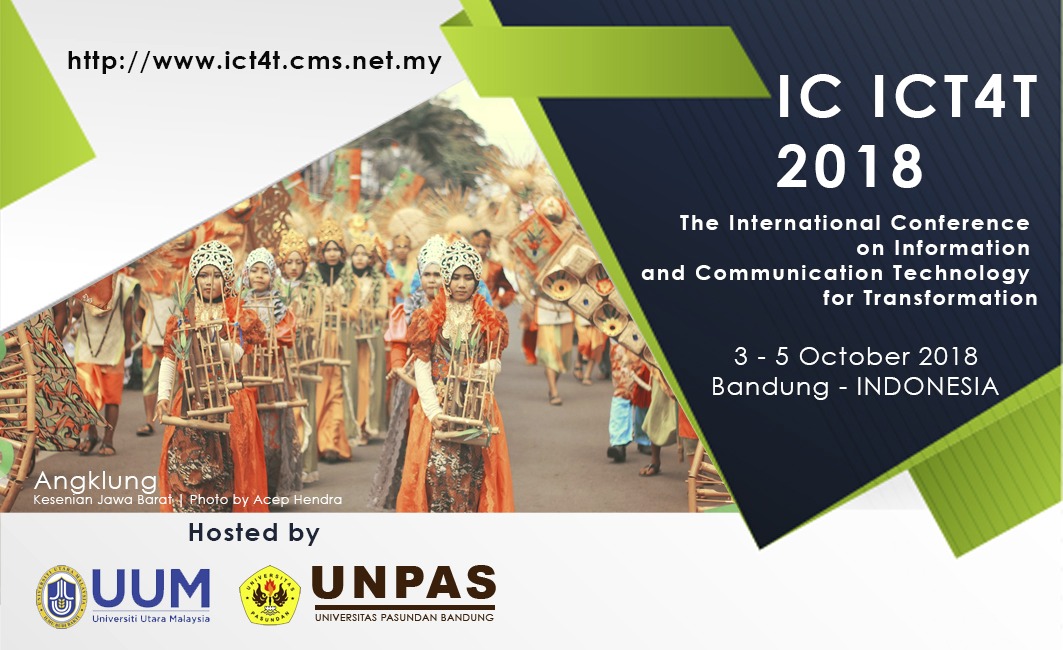 http://www.ict4t.cms.net.my
IC ICT4T
2018
The International Conference
on Information
and Communication Technology
for Transformation
3 - 5 October 2018
Bandung - INDONESIA
Angklung
Kesenian Jawa Barat | Photo by Acep Hendra
Hosted by
UUM
Universiti Utara Malaysia
UNIVERSITAS
PASUNDAN
UNPAS
UNIVERSITAS PASUNDAN BANDUNG